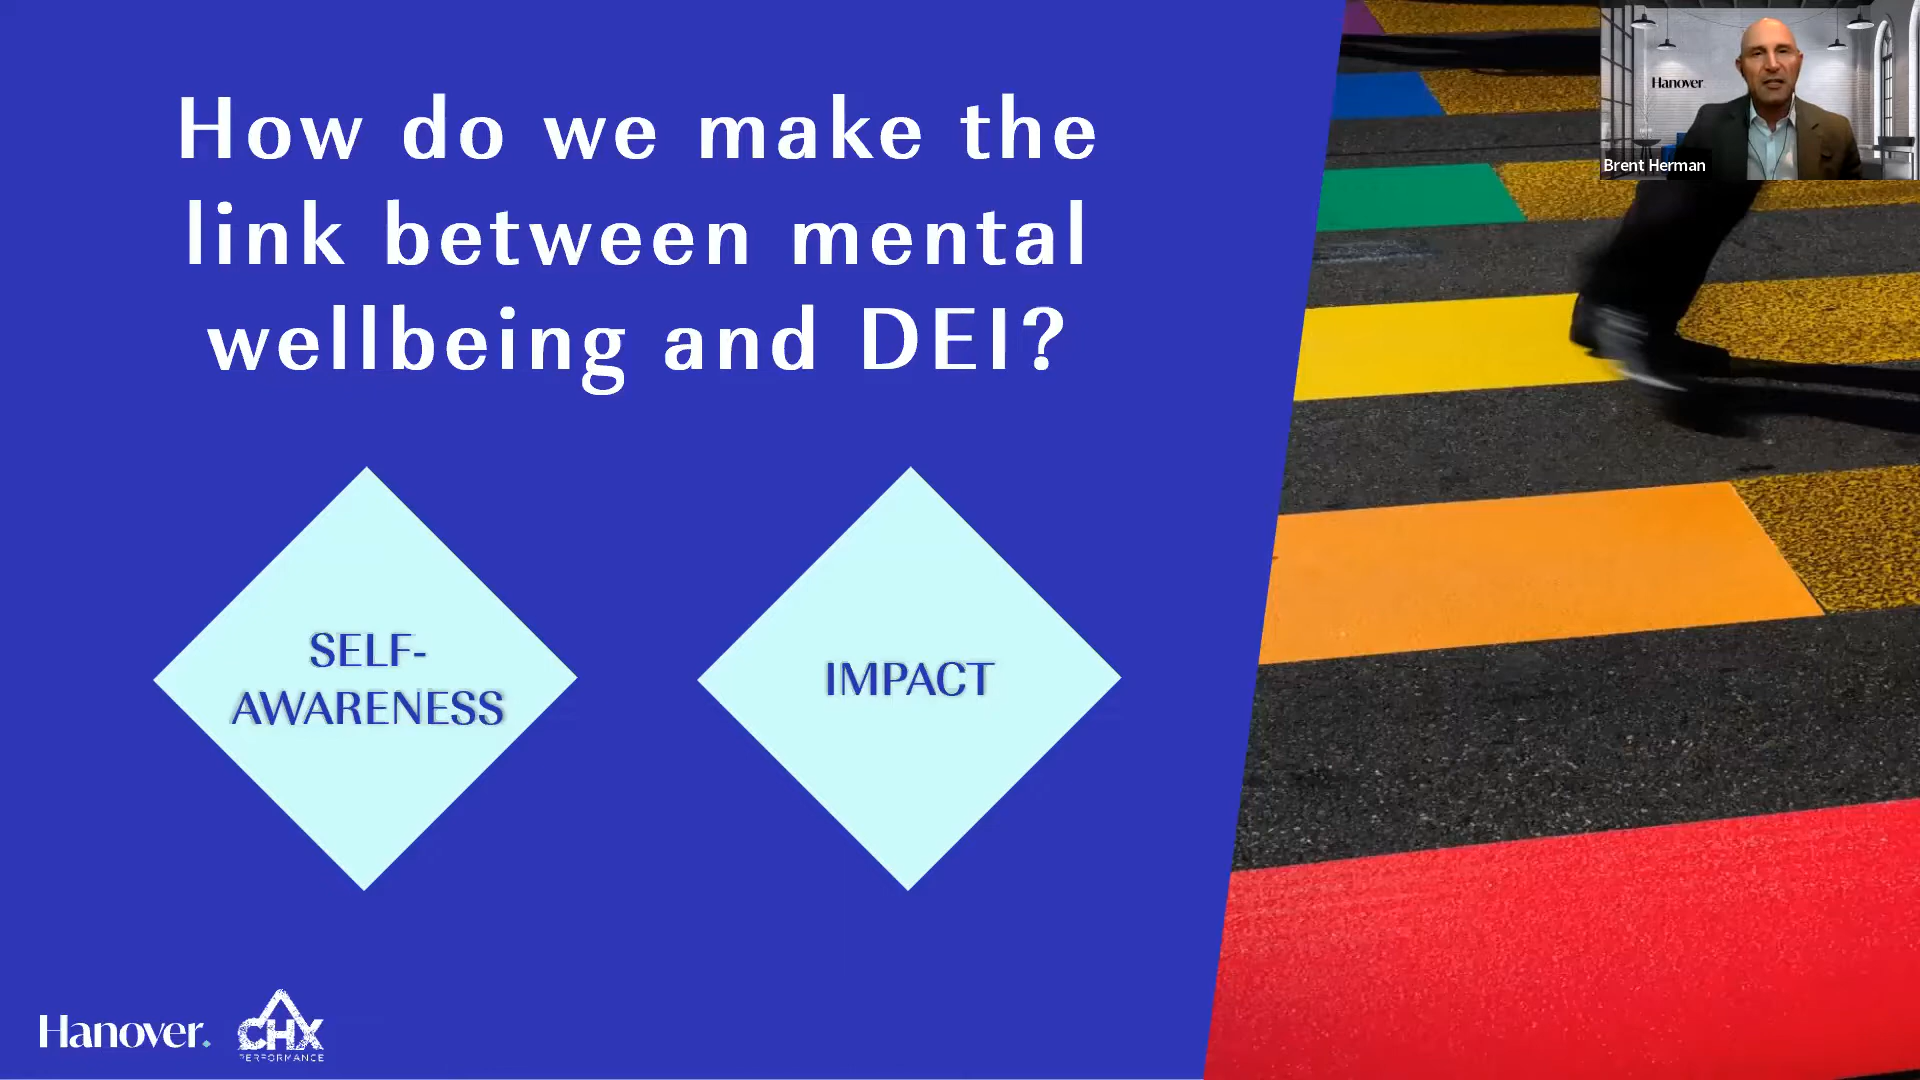 How do we make the
link between mental
wellbeing and DEI?
SELF-
AWARENESS
IMPACT
Hanover
Brent Herman
Hanover.
CHX
PERFORMANCE